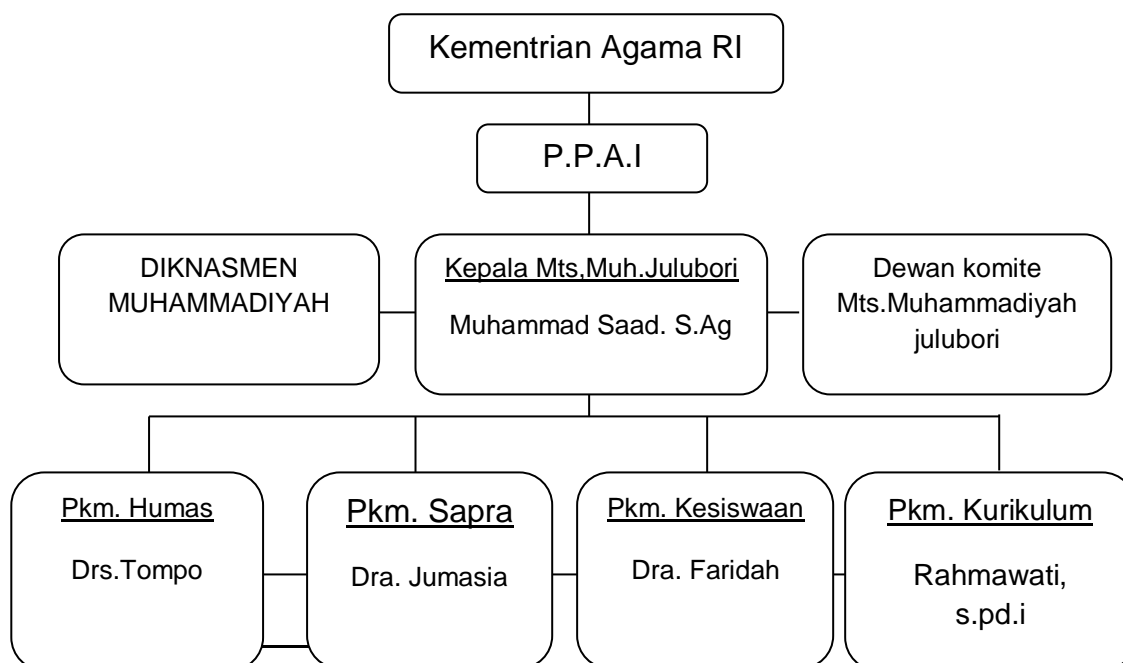 Kementrian Agama RI
P.P.A.I
DIKNASMEN
MUHAMMADIYAH
Kepala Mts,Muh.Julubori
Muhammad Saad. S.Ag
Dewan komite
Mts.Muhammadiyah
julubori
Pkm. Humas
Drs.Tompo
Pkm. Sapra
Dra. Jumasia
Pkm. Kesiswaan
Dra. Faridah
Pkm. Kurikulum
Rahmawati,
s.pd.i